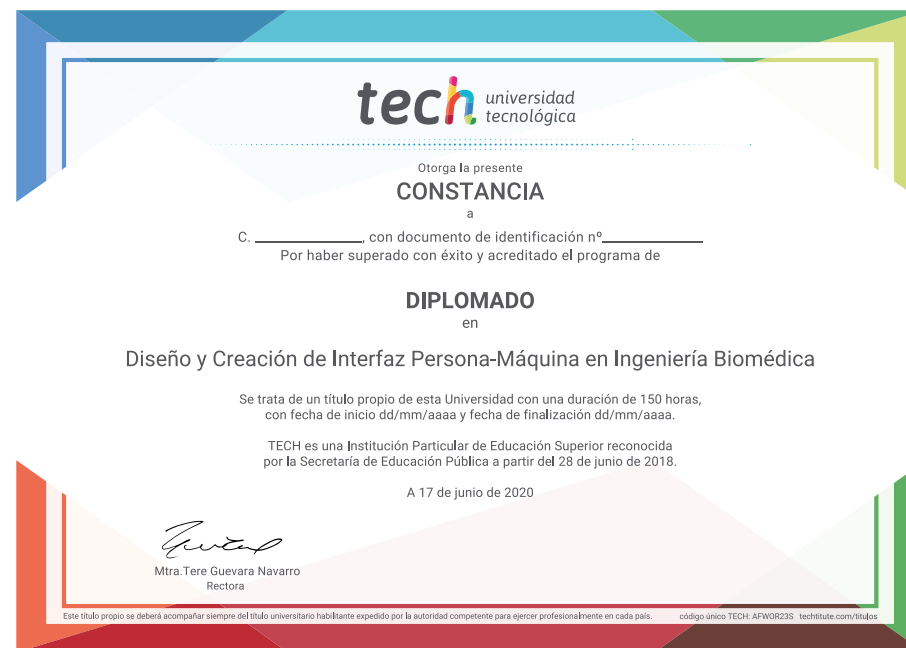 tech universidad
tecnológica
Otorga la presente
CONSTANCIA
a
C. ____________, con documento de identificación nº____________
Por haber superado con éxito y acreditado el programa de
DIPLOMADO
en
Diseño y Creación de Interfaz Persona-Máquina en Ingeniería Biomédica
Se trata de un título propio de esta Universidad con una duración de 150 horas,
con fecha de inicio dd/mm/aaaa y fecha de finalización dd/mm/aaaa.
TECH es una Institución Particular de Educación Superior reconocida
por la Secretaría de Educación Pública a partir del 28 de junio de 2018.
A 17 de junio de 2020
Mtra.Tere Guevara Navarro
Rectora
Este título propio se deberá acompañar siempre del título universitario habilitante expedido por la autoridad competente para ejercer profesionalmente en cada país. código único TECH: AFWOR23S techtitute.com/titulos